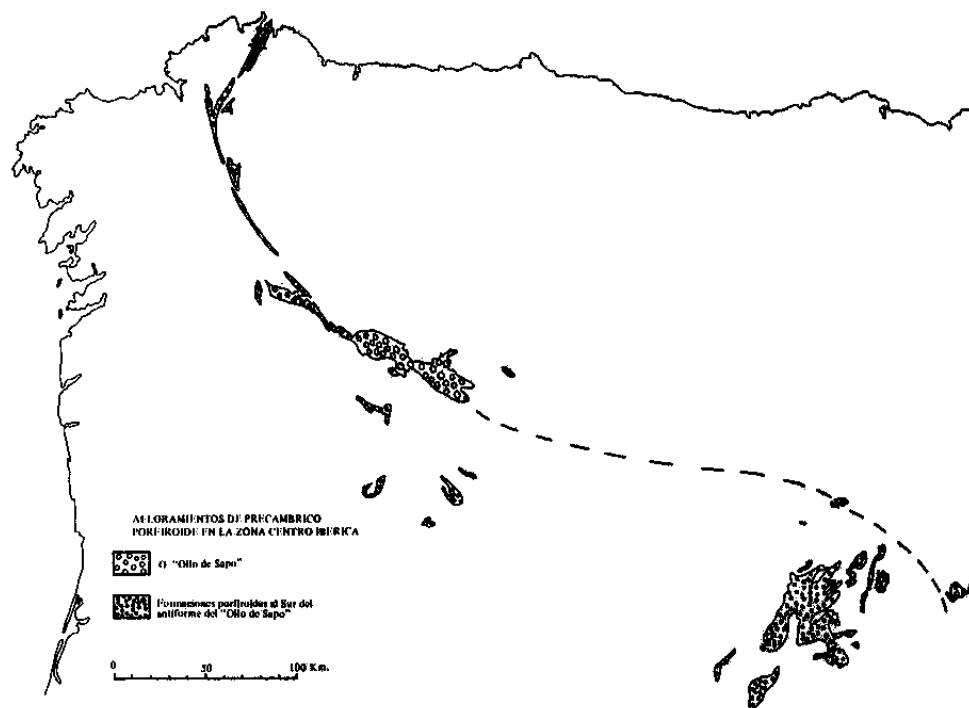 AFLORAMIENTOS DE PRECAMBRICO
PORFIROIDE EN LA ZONA CENTRO IBERICA
O "Ollo de Sapo"
Formaciones porfiroides al Sur del
antiforme del "Ollo de Sapo"
0 50 100 Km.